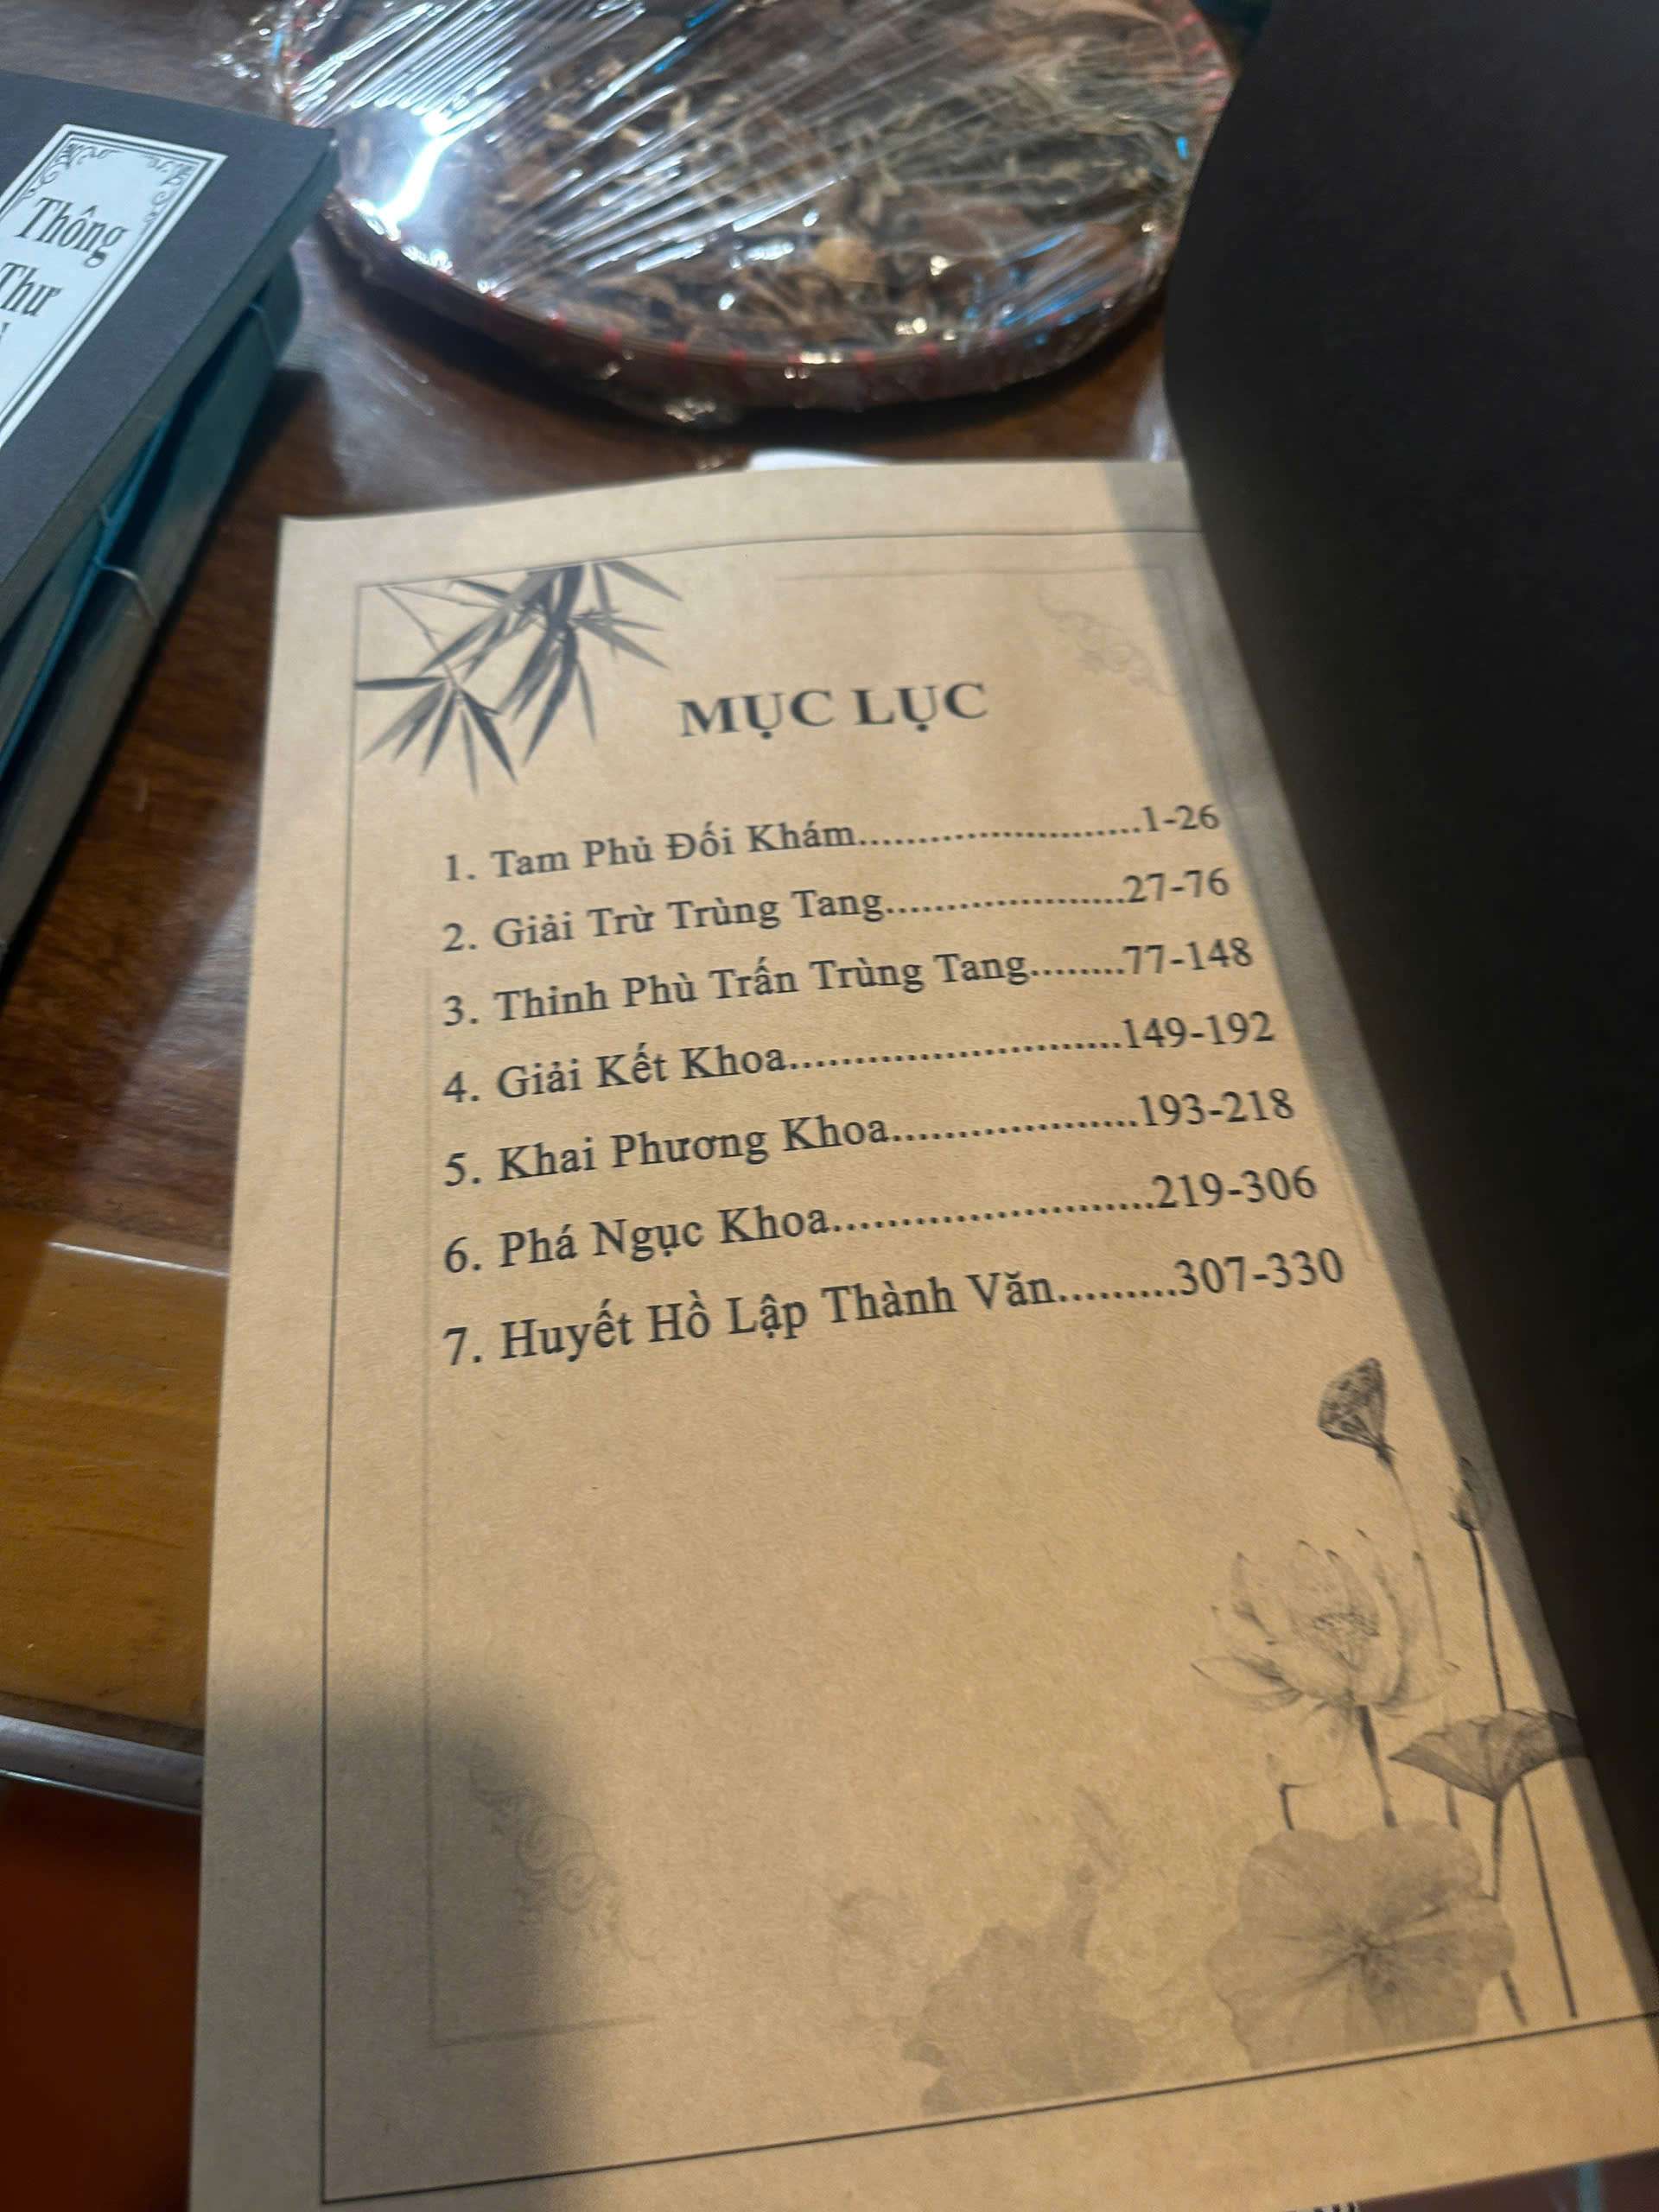 Thông
Thư
MỤC LỤC
1. Tam Phủ Đối Khám........................1-26
2. Giải Trừ Trùng Tang.....................27-76
3. Thỉnh Phù Trấn Trùng Tang........77-148
4. Giải Kết Khoa............................149-192
5. Khai Phương Khoa.....................193-218
6. Phá Ngục Khoa...........................219-306
7. Huyết Hồ Lập Thành Văn.........307-330